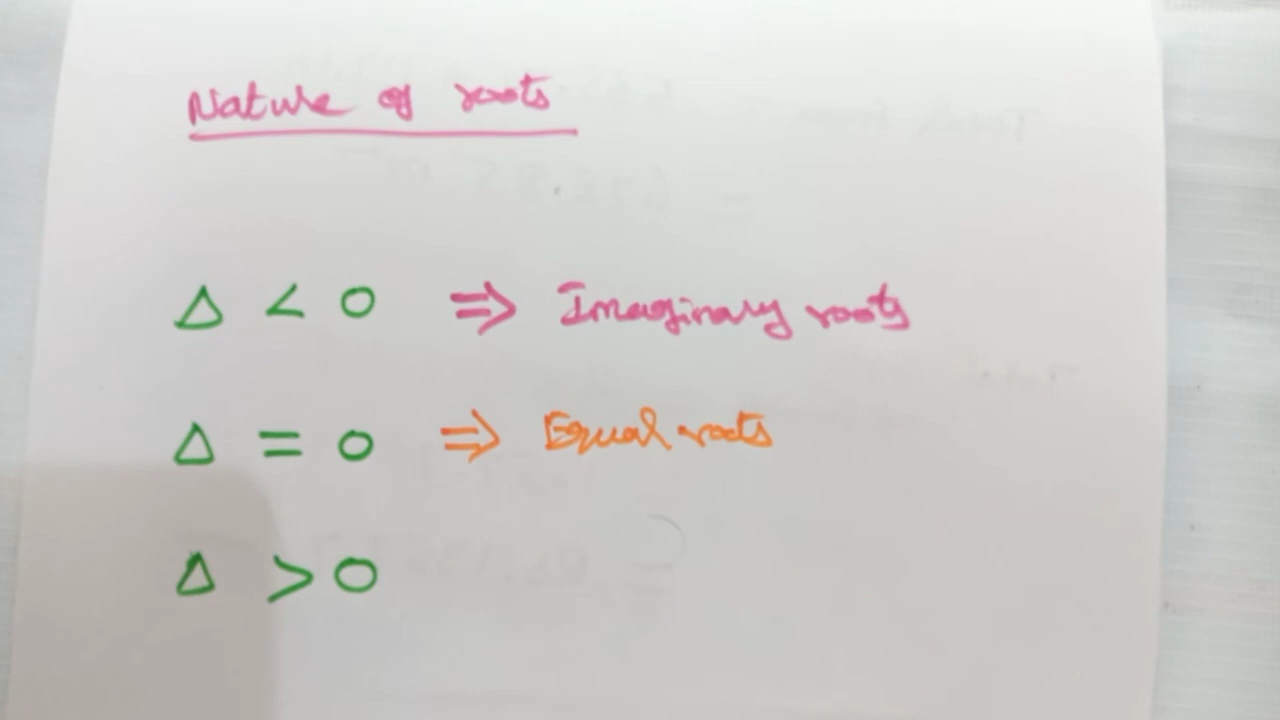 Nature of roots
Δ < 0 ⇒ Imaginary roots
Δ = 0 ⇒ Equal roots
Δ > 0